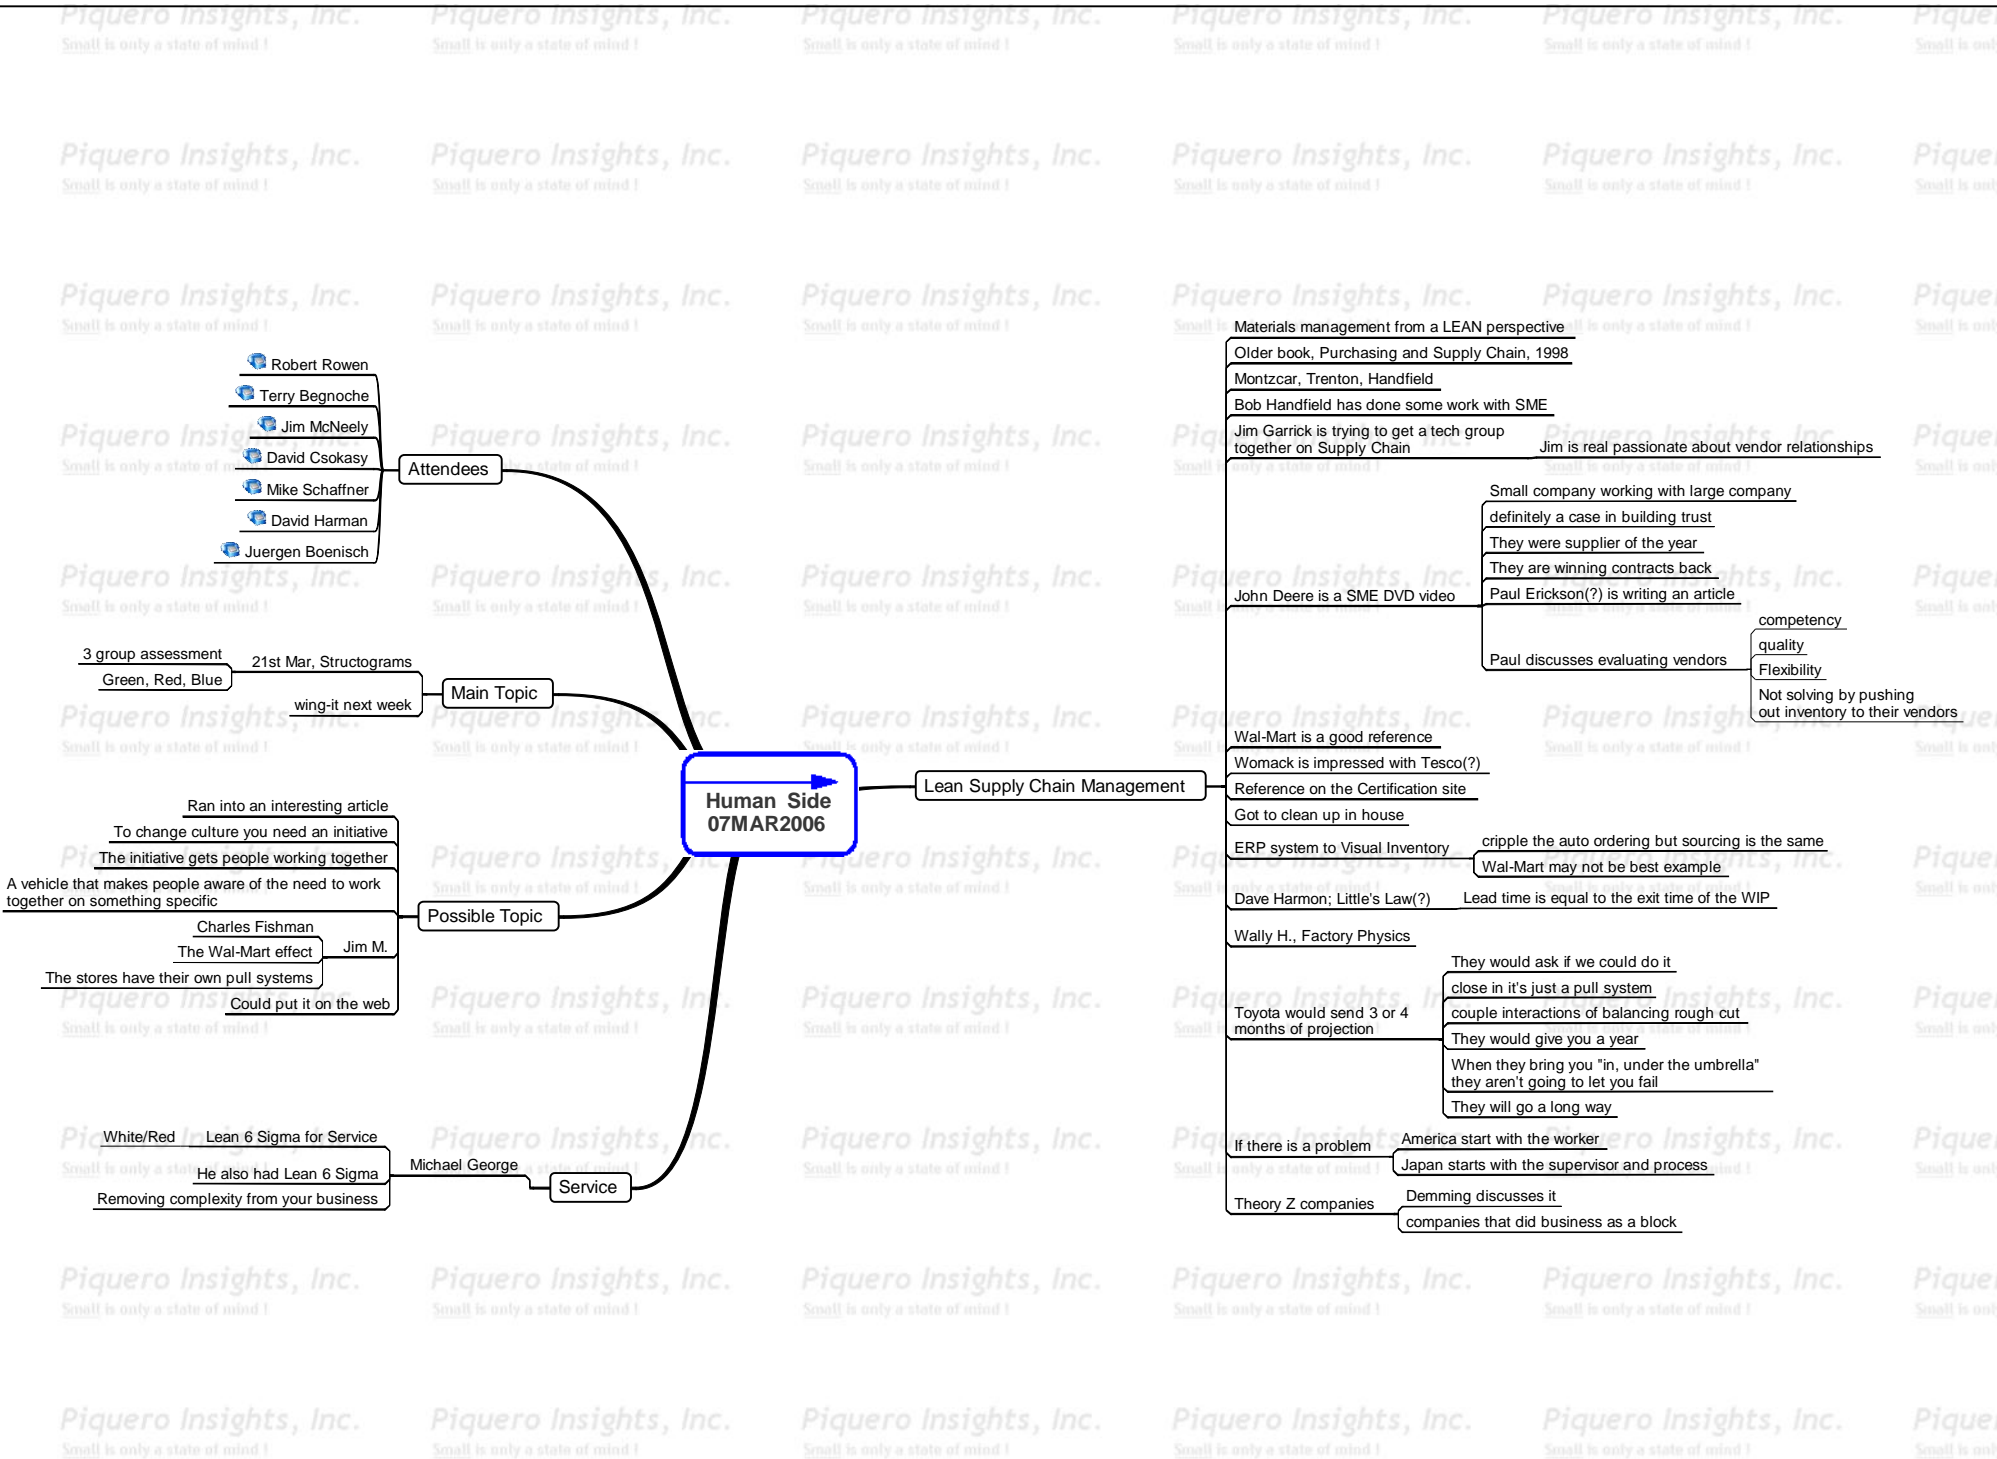 Piquero Insights, Inc.
Small is only a state of mind !
Robert Rowen
Terry Begnoche
Jim McNeely
David Csokasy
Mike Schaffner
David Harman
Juergen Boenisch
Attendees
3 group assessment
Green, Red, Blue
21st Mar, Structograms
wing-it next week
Main Topic
Ran into an interesting article
To change culture you need an initiative
The initiative gets people working together
A vehicle that makes people aware of the need to work
together on something specific
Charles Fishman
The Wal-Mart effect
The stores have their own pull systems
Jim M.
Could put it on the web
Possible Topic
White/Red
Lean 6 Sigma for Service
He also had Lean 6 Sigma
Removing complexity from your business
Michael George
Service
Human Side
07MAR2006
Lean Supply Chain Management
Materials management from a LEAN perspective
Older book, Purchasing and Supply Chain, 1998
Montzcar, Trenton, Handfield
Bob Handfield has done some work with SME
Jim Garrick is trying to get a tech group
together on Supply Chain
Jim is real passionate about vendor relationships
John Deere is a SME DVD video
Small company working with large company
definitely a case in building trust
They were supplier of the year
They are winning contracts back
Paul Erickson(?) is writing an article
Paul discusses evaluating vendors
competency
quality
Flexibility
Not solving by pushing
out inventory to their vendors
Wal-Mart is a good reference
Womack is impressed with Tesco(?)
Reference on the Certification site
Got to clean up in house
ERP system to Visual Inventory
cripple the auto ordering but sourcing is the same
Wal-Mart may not be best example
Dave Harmon; Little's Law(?)
Lead time is equal to the exit time of the WIP
Wally H., Factory Physics
Toyota would send 3 or 4
months of projection
They would ask if we could do it
close in it's just a pull system
couple interactions of balancing rough cut
They would give you a year
When they bring you "in, under the umbrella"
they aren't going to let you fail
They will go a long way
If there is a problem
America start with the worker
Japan starts with the supervisor and process
Theory Z companies
Demming discusses it
companies that did business as a block